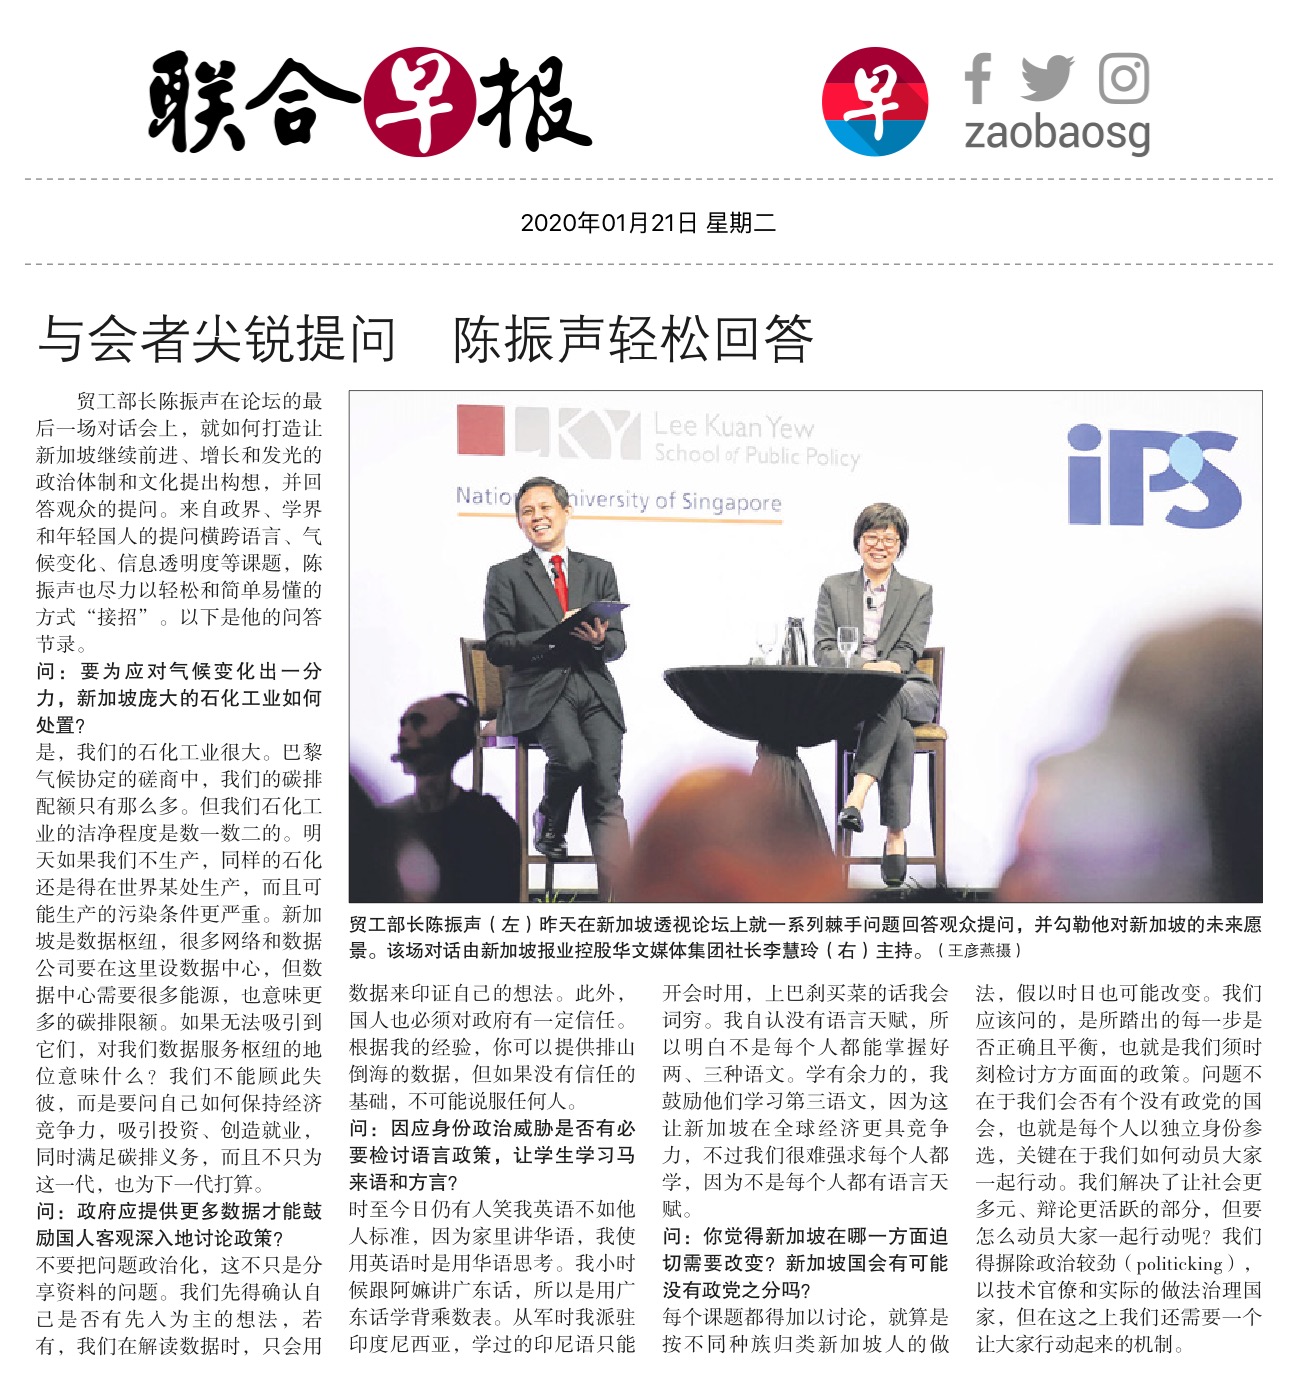 联合早报
早
zaobaosg
2020年01月21日 星期二
与会者尖锐提问 陈振声轻松回答
贸工部长陈振声在论坛的最
后一场对话会上，就如何打造让
新加坡继续前进、增长和发光的
政治体制和文化提出构想，并回
答观众的提问。来自政界、学界
和年轻国人的提问横跨语言、气
候变化、信息透明度等课题，陈
振声也尽力以轻松和简单易懂的
方式“接招”。以下是他的问答
节录。
问：要为应对气候变化出一分
力，新加坡庞大的石化工业如何
处置？
是，我们的石化工业很大。巴黎
气候协定的磋商中，我们的碳排
配额只有那么多。但我们石化工
业的洁净程度是数一数二的。明
天如果我们不生产，同样的石化
还是得在世界某处生产，而且可
能生产的污染条件更严重。新加
坡是数据枢纽，很多网络和数据
公司要在这里设数据中心，但数
据中心需要很多能源，也意味更
多的碳排限额。如果无法吸引到
它们，对我们数据服务枢纽的地
位意味什么？我们不能顾此失
彼，而是要问自己如何保持经济
竞争力，吸引投资、创造就业，
同时满足碳排义务，而且不只为
这一代，也为下一代打算。
问：政府应提供更多数据才能鼓
励国人客观深入地讨论政策？
不要把问题政治化，这不只是分
享资料的问题。我们先得确认自
己是否有先入为主的想法，若
有，我们在解读数据时，只会用
LKY Lee Kuan Yew
School of Public Policy
National University of Singapore
iPS
贸工部长陈振声（左）昨天在新加坡透视论坛上就一系列棘手问题回答观众提问，并勾勒他对新加坡的未来愿
景。该场对话由新加坡报业控股华文媒体集团社长李慧玲（右）主持。（王彦燕摄）
数据来印证自己的想法。此外，
国人也必须对政府有一定信任。
根据我的经验，你可以提供排山
倒海的数据，但如果没有信任的
基础，不可能说服任何人。
问：因应身份政治威胁是否有必
要检讨语言政策，让学生学习马
来语和方言？
时至今日仍有人笑我英语不如他
人标准，因为家里讲华语，我使
用英语时是用华语思考。我小时
候跟阿嫲讲广东话，所以是用广
东话学背乘数表。从军时我派驻
印度尼西亚，学过的印尼语只能
开会时用，上巴刹买菜的话我会
词穷。我自认没有语言天赋，所
以明白不是每个人都能掌握好
两、三种语文。学有余力的，我
鼓励他们学习第三语文，因为这
让新加坡在全球经济更具竞争
力，不过我们很难强求每个人都
学，因为不是每个人都有语言天
赋。
问：你觉得新加坡在哪一方面迫
切需要改变？新加坡国会有可能
没有政党之分吗？
每个课题都得加以讨论，就算是
按不同种族归类新加坡人的做
法，假以时日也可能改变。我们
应该问的，是所踏出的每一步是
否正确且平衡，也就是我们须时
刻检讨方方面面的政策。问题不
在于我们会否有个没有政党的国
会，也就是每个人以独立身份参
选，关键在于我们如何动员大家
一起行动。我们解决了让社会更
多元、辩论更活跃的部分，但要
怎么动员大家一起行动呢？我们
得摒除政治较劲（politicking），
以技术官僚和实际的做法治理国
家，但在这之上我们还需要一个
让大家行动起来的机制。